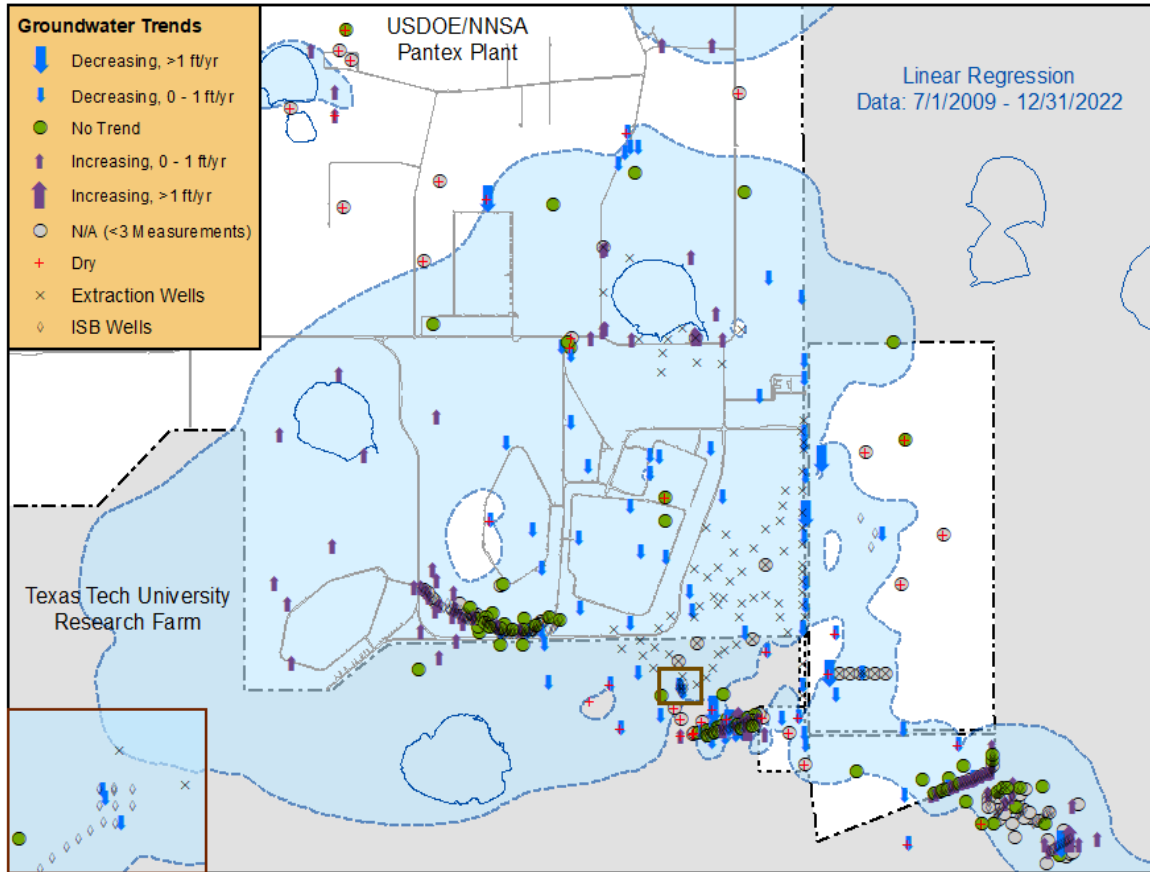 Groundwater Trends
Decreasing, >1 ft/yr
Decreasing, 0 - 1 ft/yr
No Trend
Increasing, 0 - 1 ft/yr
Increasing, >1 ft/yr
N/A (<3 Measurements)
Dry
Extraction Wells
ISB Wells
USDOE/NNSA
Pantex Plant
Linear Regression
Data: 7/1/2009 - 12/31/2022
Texas Tech University
Research Farm